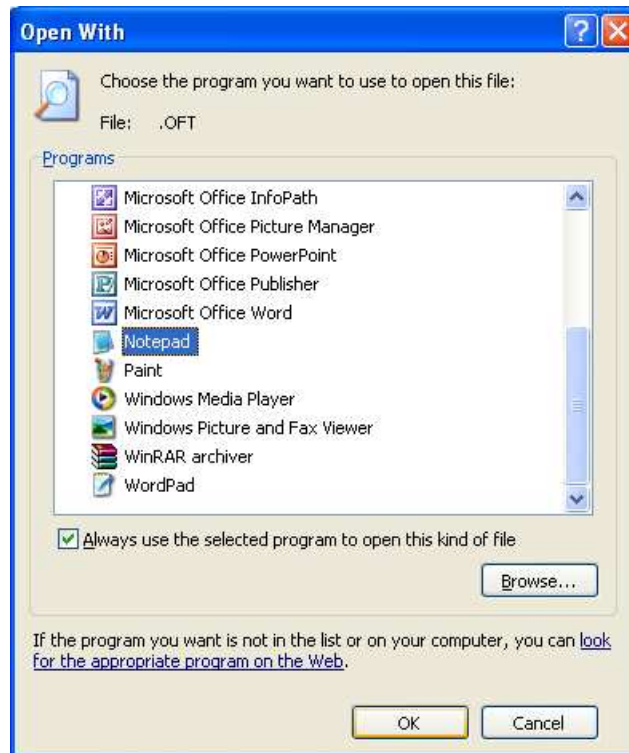 Open With
Choose the program you want to use to open this file:
File: .OFT
Programs
Microsoft Office InfoPath
Microsoft Office Picture Manager
Microsoft Office PowerPoint
Microsoft Office Publisher
Microsoft Office Word
Notepad
Paint
Windows Media Player
Windows Picture and Fax Viewer
WinRAR archiver
WordPad
Always use the selected program to open this kind of file
Browse...
If the program you want is not in the list or on your computer, you can look
for the appropriate program on the Web.
OK Cancel